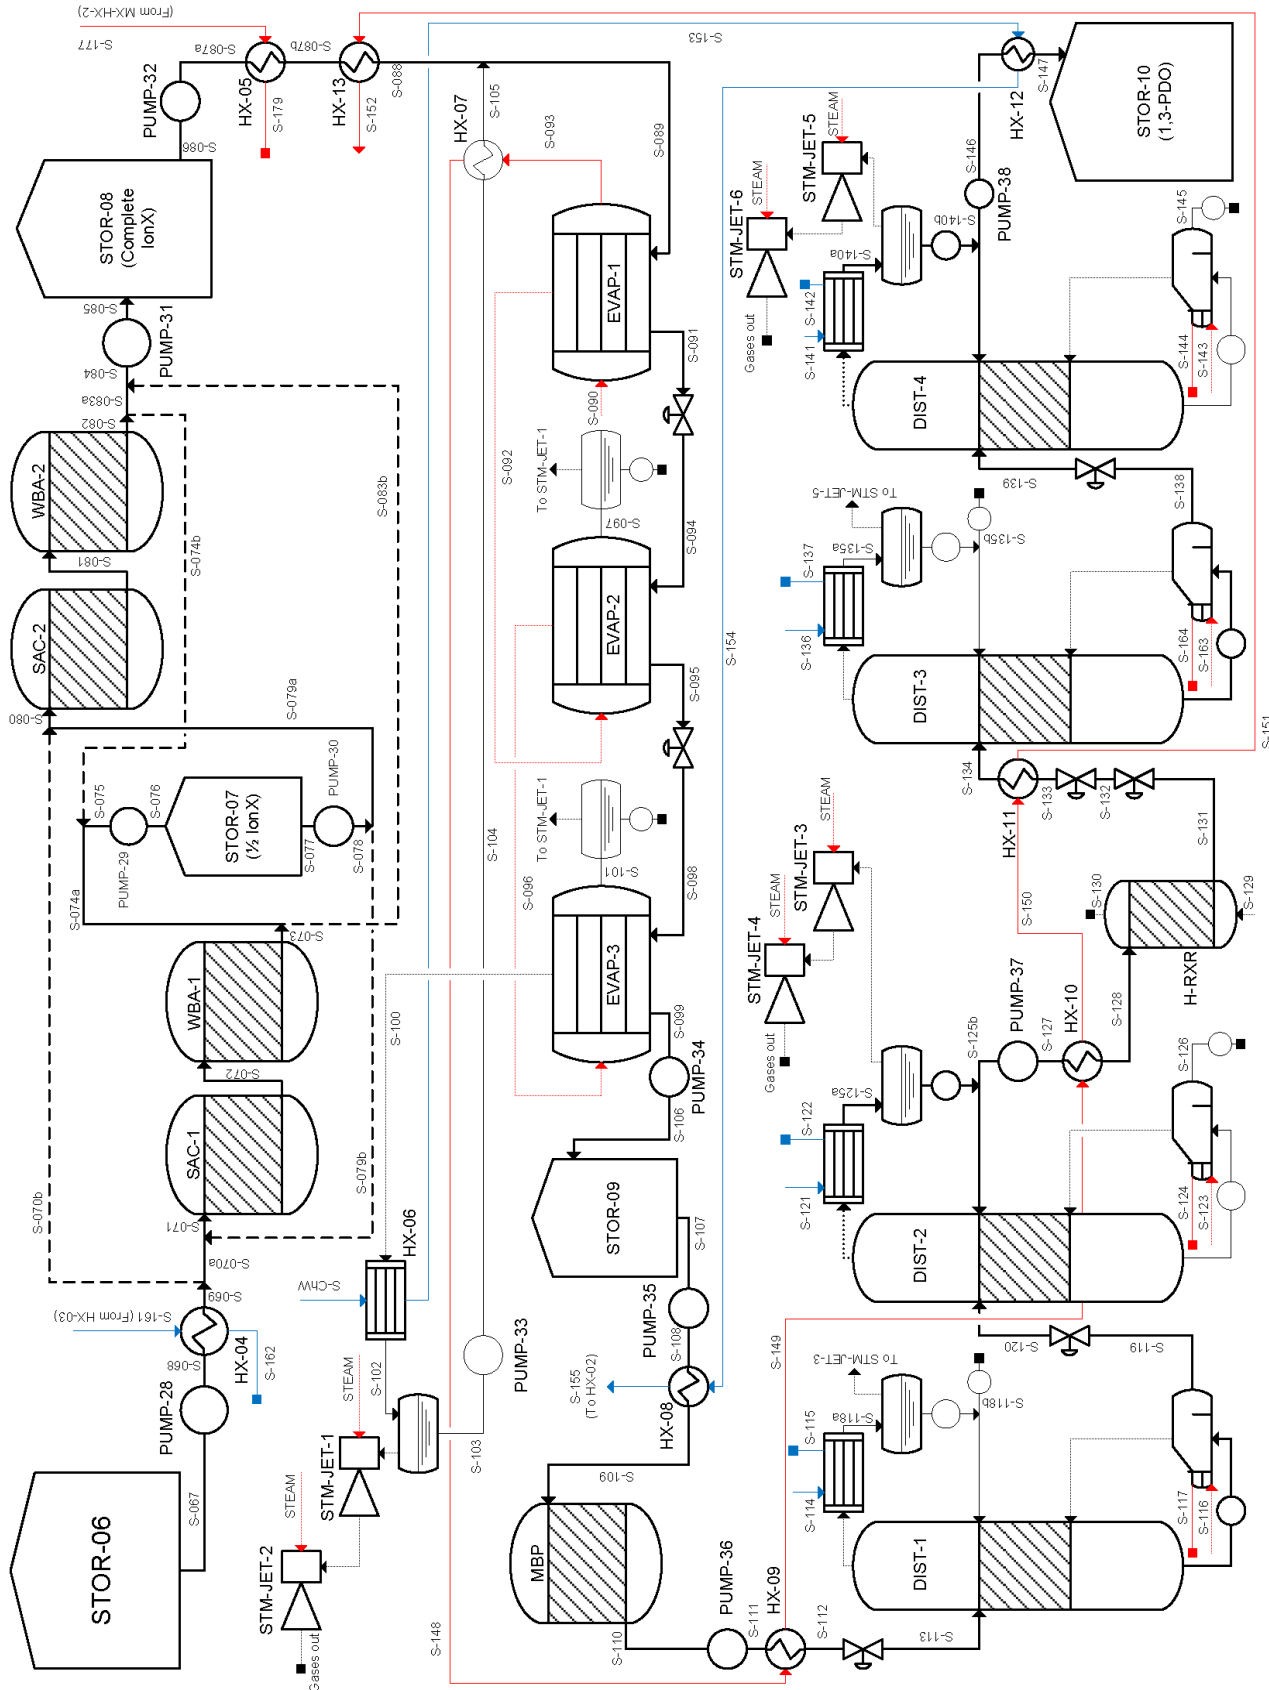 STOR-06
S-067
PUMP-28
S-068
HX-04
S-161 (From HX-03)
S-162
S-069
S-070a
S-070b
S-071
SAC-1
S-072
WBA-1
S-073
S-074a
S-075
PUMP-29
S-076
STOR-07
(½ IonX)
S-077
PUMP-30
S-078
S-079a
S-079b
S-080
SAC-2
S-081
WBA-2
S-082
S-074b
S-083a
S-083b
S-084
PUMP-31
S-085
STOR-08
(Complete
IonX)
S-086
PUMP-32
S-087a
HX-05
S-177
(From MX-HX-2)
S-179
S-087b
HX-13
S-152
S-088
S-153
HX-07
S-105
S-093
S-089
EVAP-1
S-090
S-091
S-092
To STM-JET-1
S-097
S-094
EVAP-2
S-095
S-096
To STM-JET-1
S-101
S-098
EVAP-3
S-099
S-100
PUMP-34
S-106
S-104
HX-06
S-ChW
S-102
PUMP-33
S-103
STM-JET-1
STEAM
STM-JET-2
STEAM
Gases out
S-148
STOR-09
S-107
PUMP-35
S-108
HX-08
S-155
(To HX-02)
S-154
S-109
MBP
S-110
PUMP-36
S-111
HX-09
S-112
S-113
S-149
DIST-1
S-114
S-115
S-118a
To STM-JET-3
S-118b
S-117
S-116
S-119
S-120
DIST-2
S-121
S-122
S-125a
STM-JET-3
STEAM
STM-JET-4
STEAM
Gases out
S-125b
S-124
S-123
S-126
PUMP-37
S-127
HX-10
S-128
H-RXR
S-129
S-130
S-131
S-132
S-133
HX-11
S-150
S-151
S-134
DIST-3
S-136
S-137
S-135a
To STM-JET-5
S-135b
S-164
S-163
S-138
S-139
DIST-4
S-141
S-142
S-140a
STM-JET-5
STEAM
STM-JET-6
STEAM
Gases out
S-140b
S-144
S-143
S-145
PUMP-38
S-146
HX-12
S-147
STOR-10
(1,3-PDO)